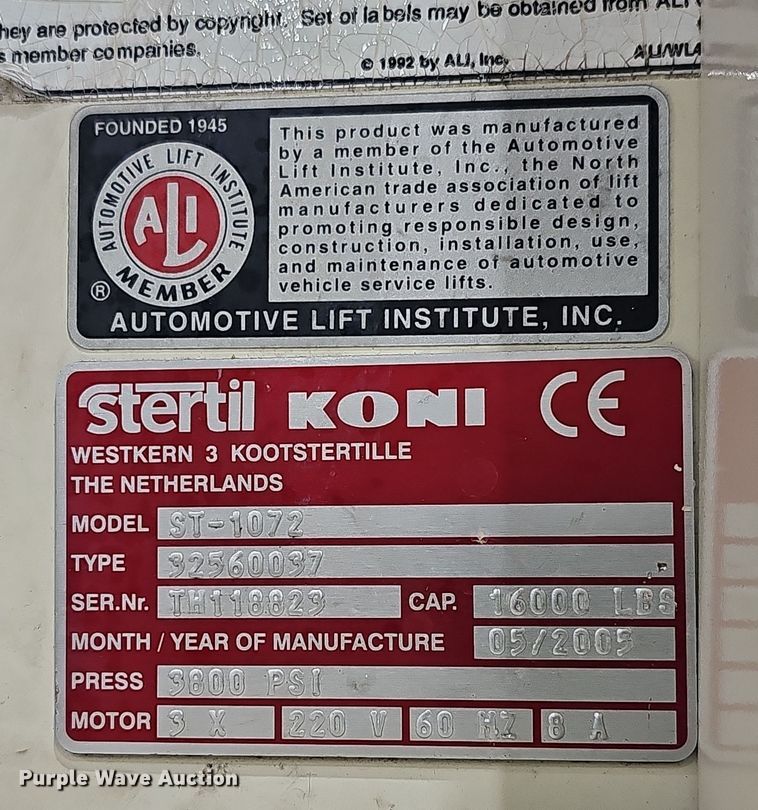 hey are protected by copyright. Set of labels may be obtained from ALI
s member companies.
© 1992 by ALI, Inc.
ALI/WLA
FOUNDED 1945
AUTOMOTIVE LIFT INSTITUTE
ALI
MEMBER
®
This product was manufactured
by a member of the Automotive
Lift Institute, Inc., the North
American trade association of lift
manufacturers dedicated to
promoting responsible design,
construction, installation, use,
and maintenance of automotive
vehicle service lifts.
AUTOMOTIVE LIFT INSTITUTE, INC.
stertil KONI CE
WESTKERN 3 KOOTSTERTILLE
THE NETHERLANDS
MODEL ST-1072
TYPE 32560037
SER.Nr. TH118823 CAP. 16000 LBS
MONTH / YEAR OF MANUFACTURE 05/2005
PRESS 3800 PSI
MOTOR 3 X 220 V 60 HZ 8 A
Purple Wave Auction